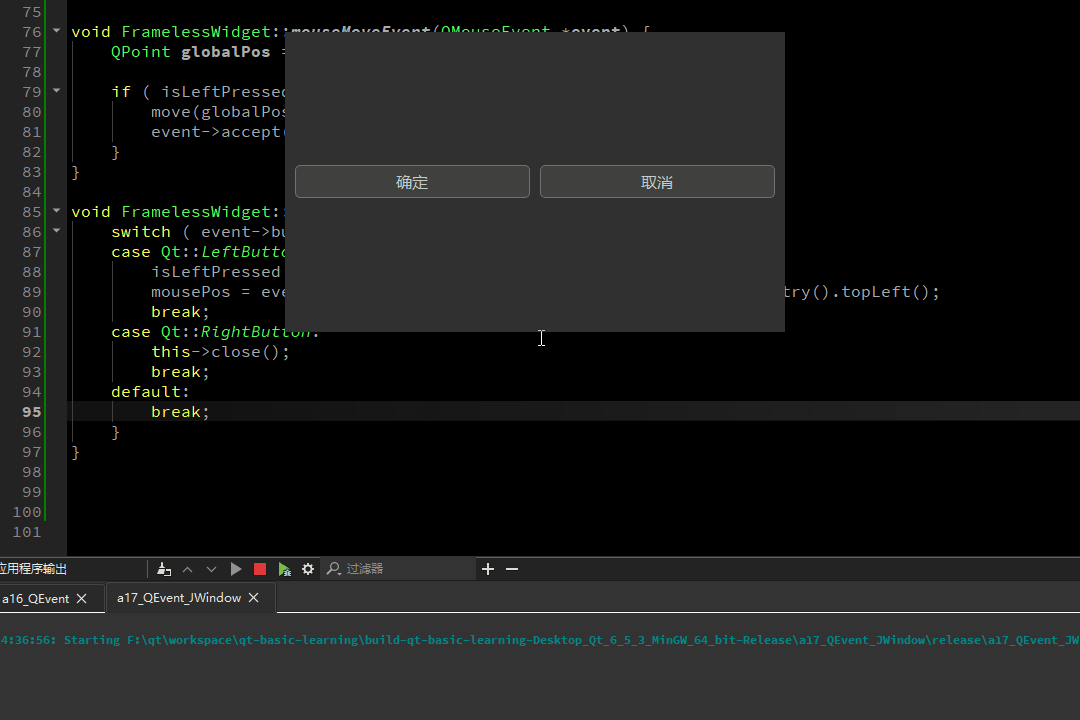 75
76 void FramelessWidget::mouseMoveEvent(QMouseEvent *event) {
77 QPoint globalPos =
78
79 if ( isLeftPressed
80 move(globalPos
81 event->accept(
82 }
83 }
84
85 void FramelessWidget::
86 switch ( event->bu
87 case Qt::LeftButto
88 isLeftPressed
89 mousePos = eve try().topLeft();
90 break;
91 case Qt::RightButton:
92 this->close();
93 break;
94 default:
95 break;
96 }
97 }
98
99
100
101
确定 取消
应用程序输出 过滤器
a16_QEvent a17_QEvent_JWindow
4:36:56: Starting F:\qt\workspace\qt-basic-learning\build-qt-basic-learning-Desktop_Qt_6_5_3_MinGW_64_bit-Release\a17_QEvent_JWindow\release\a17_QEvent_JW